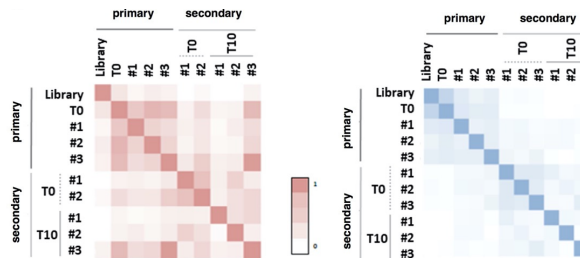 primary secondary
T0 T10
Library T0 #1 #2 #3 #1 #2 #1 #2 #3
Library
T0
#1
#2
#3
#1
#2
#1
#2
#3
primary
secondary
T0
T10
1
0
primary secondary
T0 T10
Library T0 #1 #2 #3 #1 #2 #3 #1 #2
Library
T0
#1
#2
#3
#1
#2
#3
#1
#2
#3
primary
secondary
T0
T10